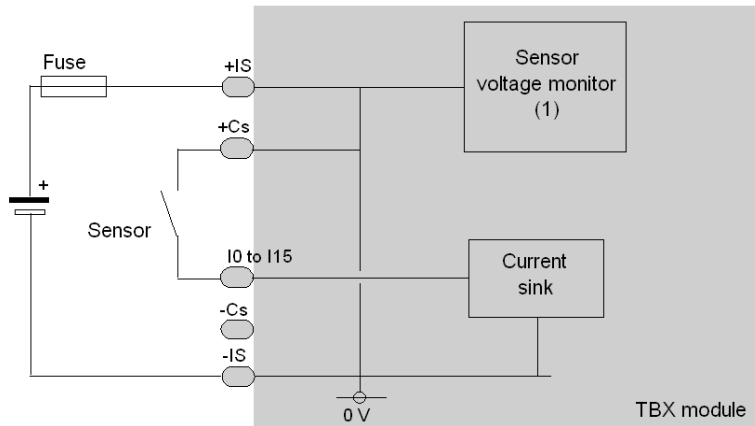 Fuse
+IS
Sensor
voltage monitor
(1)
+Cs
+
Sensor
I0 to I15
Current
sink
-Cs
-IS
0 V
TBX module